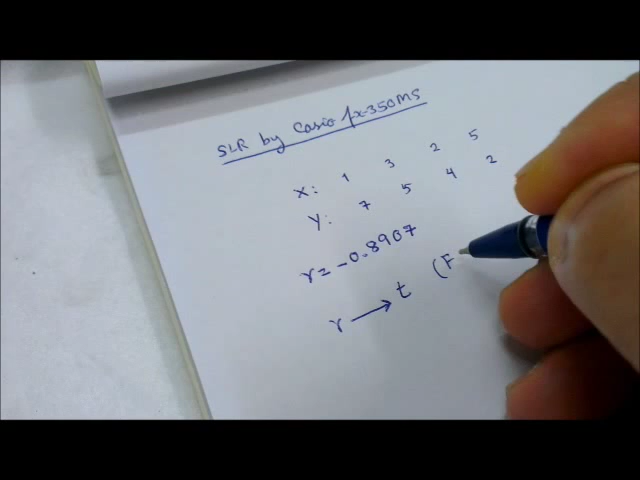 SLR by Casio fx-350MS
X: 1 3 2 5
Y: 7 5 4 2
r = -0.8907
r → t (F